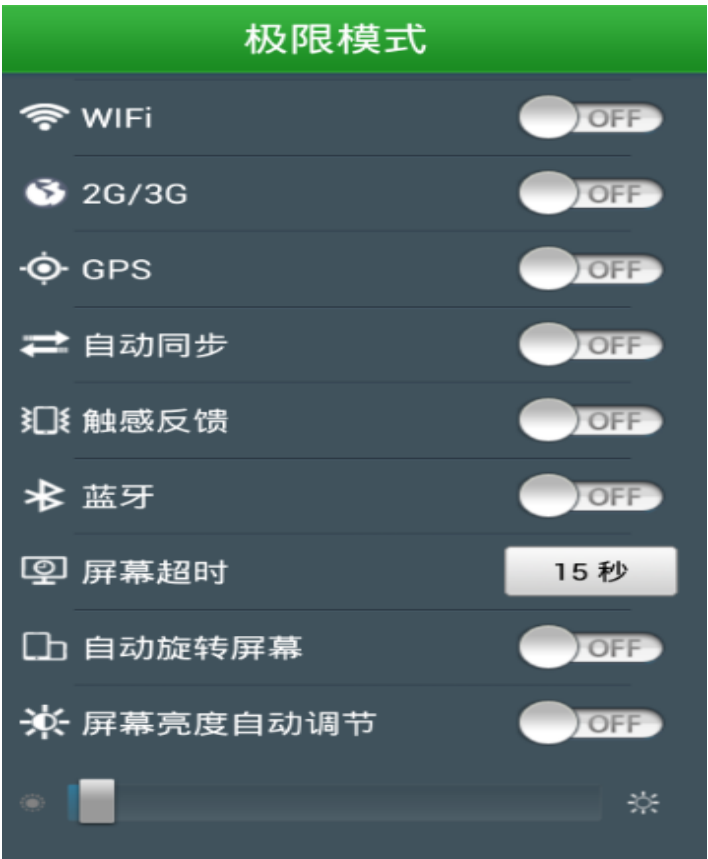 极限模式
WIFi OFF
2G/3G OFF
GPS OFF
自动同步 OFF
触感反馈 OFF
蓝牙 OFF
屏幕超时 15 秒
自动旋转屏幕 OFF
屏幕亮度自动调节 OFF